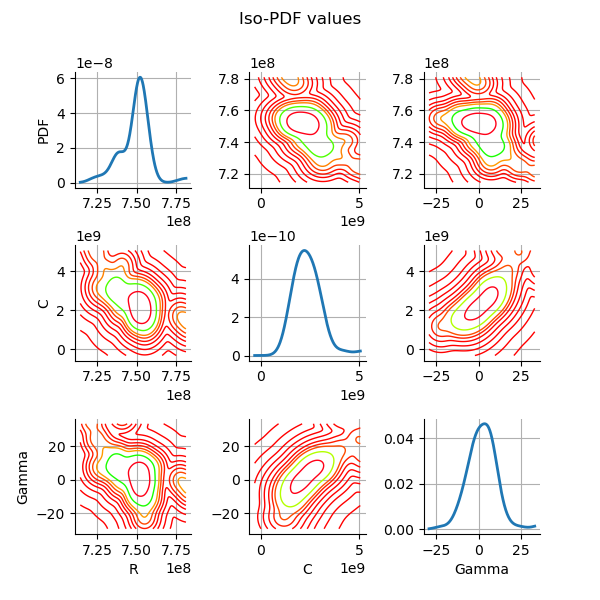 Iso-PDF values
1e−8
1e8
1e8
PDF
6
4
2
0
7.25 7.50 7.75
1e8
7.8
7.6
7.4
7.2
0 5
1e9
7.8
7.6
7.4
7.2
−25 0 25
1e9
1e−10
1e9
C
4
2
0
7.25 7.50 7.75
1e8
4
2
0
0 5
1e9
4
2
0
−25 0 25
Gamma
20
0
−20
7.25 7.50 7.75
1e8
R
20
0
−20
0 5
1e9
C
0.04
0.02
0.00
−25 0 25
Gamma